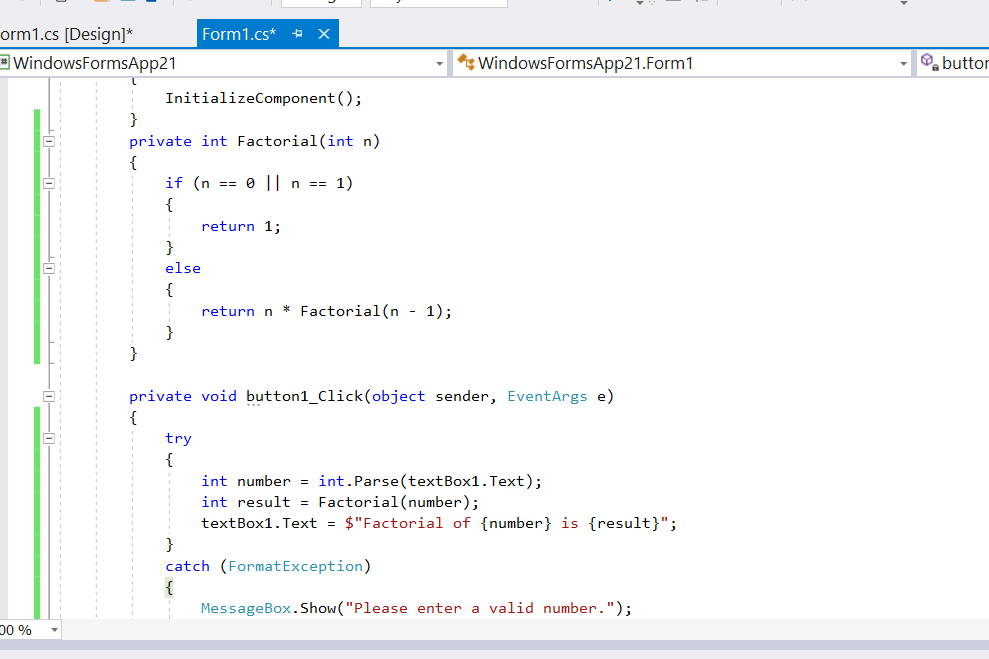 orm1.cs [Design]* Form1.cs*
WindowsFormsApp21 WindowsFormsApp21.Form1 button
{
InitializeComponent();
}
private int Factorial(int n)
{
if (n == 0 || n == 1)
{
return 1;
}
else
{
return n * Factorial(n - 1);
}
}
private void button1_Click(object sender, EventArgs e)
{
try
{
int number = int.Parse(textBox1.Text);
int result = Factorial(number);
textBox1.Text = $"Factorial of {number} is {result}";
}
catch (FormatException)
{
MessageBox.Show("Please enter a valid number.");
00 %